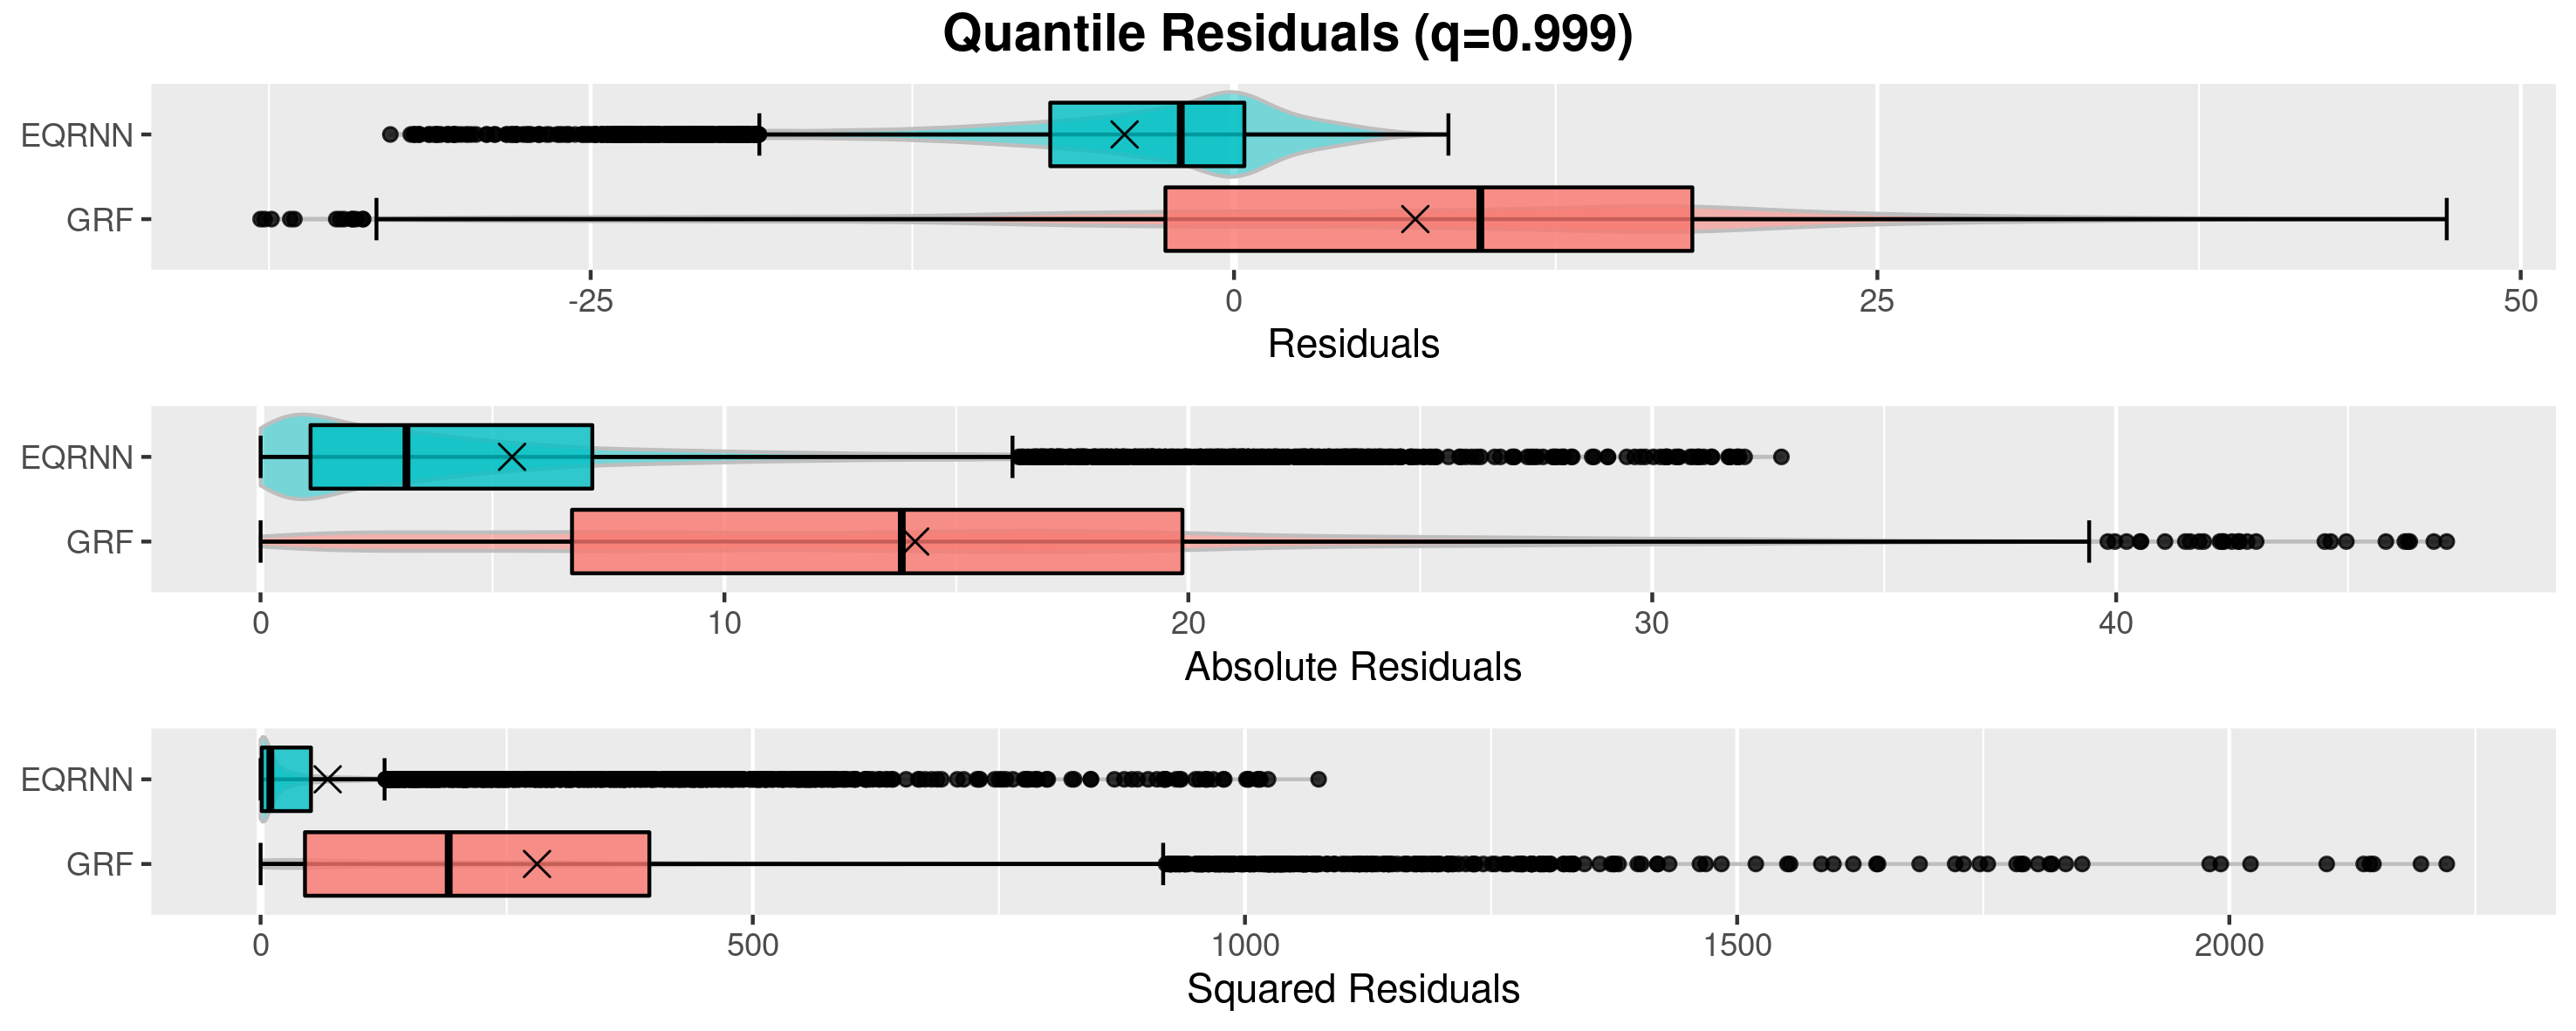 Quantile Residuals (q=0.999)
EQRNN
GRF
-25 0 25 50
Residuals
EQRNN
GRF
0 10 20 30 40
Absolute Residuals
EQRNN
GRF
0 500 1000 1500 2000
Squared Residuals